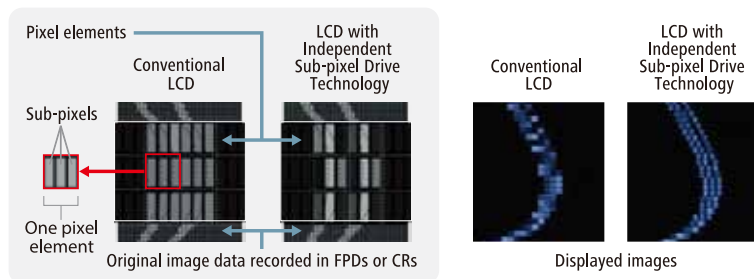 Pixel elements
Conventional
LCD
LCD with
Independent
Sub-pixel Drive
Technology
Sub-pixels
One pixel
element
Original image data recorded in FPDs or CRs
Conventional
LCD
LCD with
Independent
Sub-pixel Drive
Technology
Displayed images